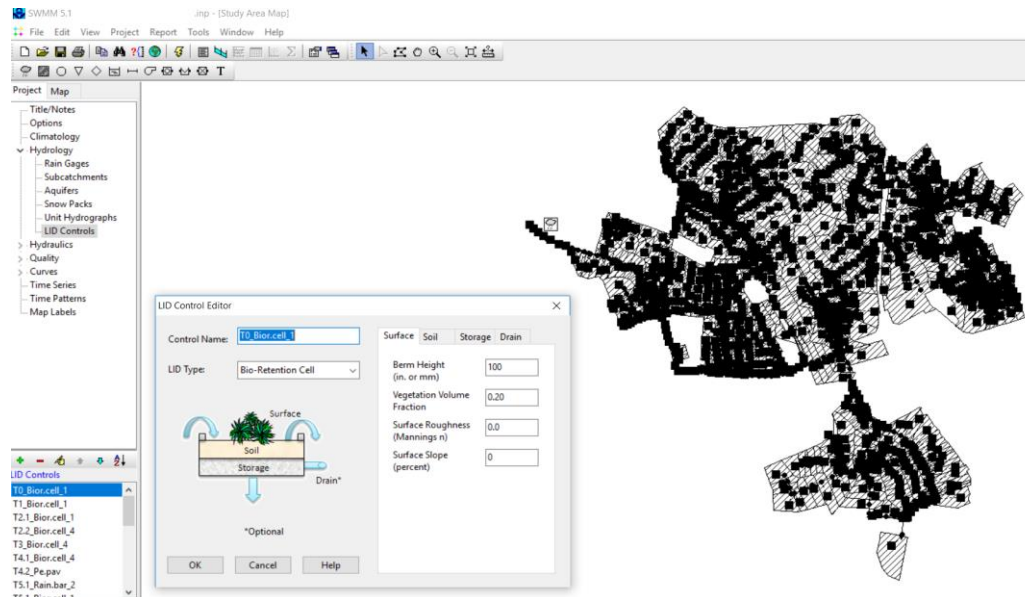 SWMM 5.1 .inp - [Study Area Map]
File Edit View Project Report Tools Window Help
T
Project Map
Title/Notes
Options
Climatology
Hydrology
Rain Gages
Subcatchments
Aquifers
Snow Packs
Unit Hydrographs
LID Controls
Hydraulics
Quality
Curves
Time Series
Time Patterns
Map Labels
LID Controls
T0_Bior.cell_1
T1_Bior.cell_1
T2.1_Bior.cell_1
T2.2_Bior.cell_4
T3_Bior.cell_4
T4.1_Bior.cell_4
T4.2_Pe.pav
T5.1_Rain.bar_2
LID Control Editor
Control Name: T0_Bior.cell_1
LID Type: Bio-Retention Cell
Surface
Soil
Storage
Drain*
*Optional
OK Cancel Help
Surface Soil Storage Drain
Berm Height
(in. or mm) 100
Vegetation Volume
Fraction 0.20
Surface Roughness
(Mannings n) 0.0
Surface Slope
(percent) 0